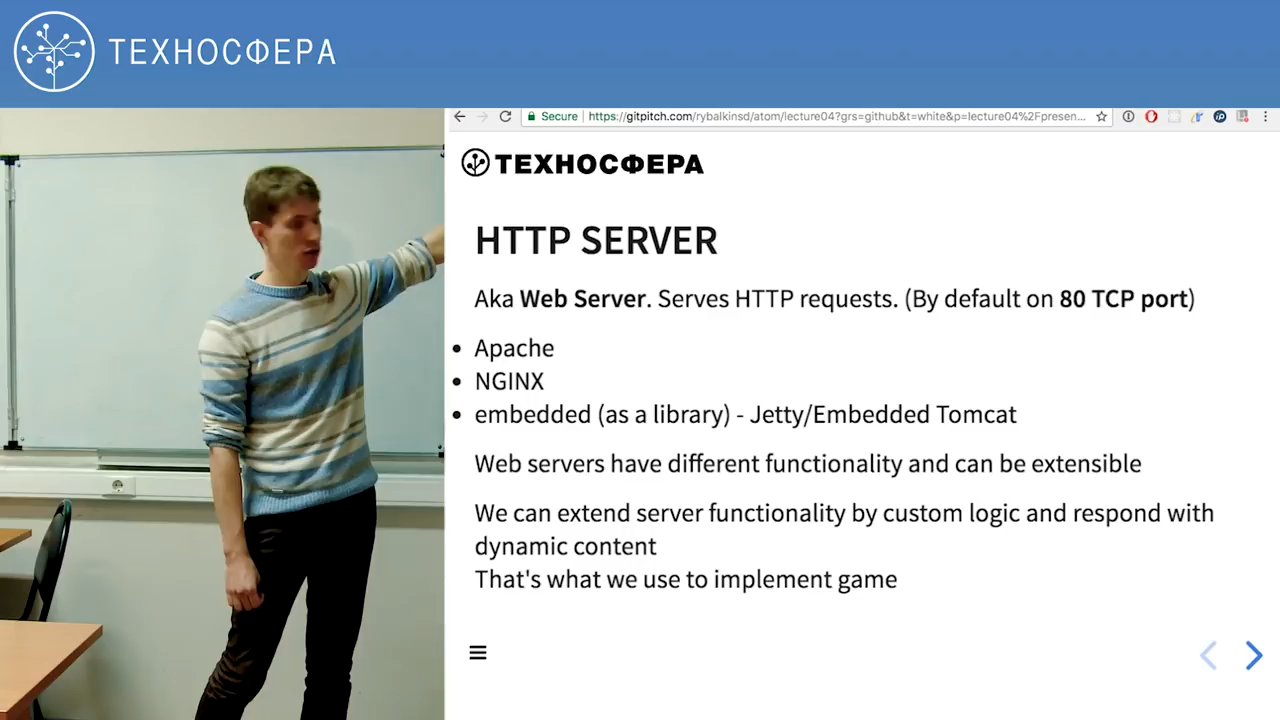 ТЕХНОСФЕРА
Secure
https://gitpitch.com/rybalkinsd/atom/lecture04?grs=github&t=white&p=lecture04%2Fpresen...
ТЕХНОСФЕРА
HTTP SERVER
Aka Web Server. Serves HTTP requests. (By default on 80 TCP port)
• Apache
• NGINX
• embedded (as a library) - Jetty/Embedded Tomcat
Web servers have different functionality and can be extensible
We can extend server functionality by custom logic and respond with
dynamic content
That's what we use to implement game